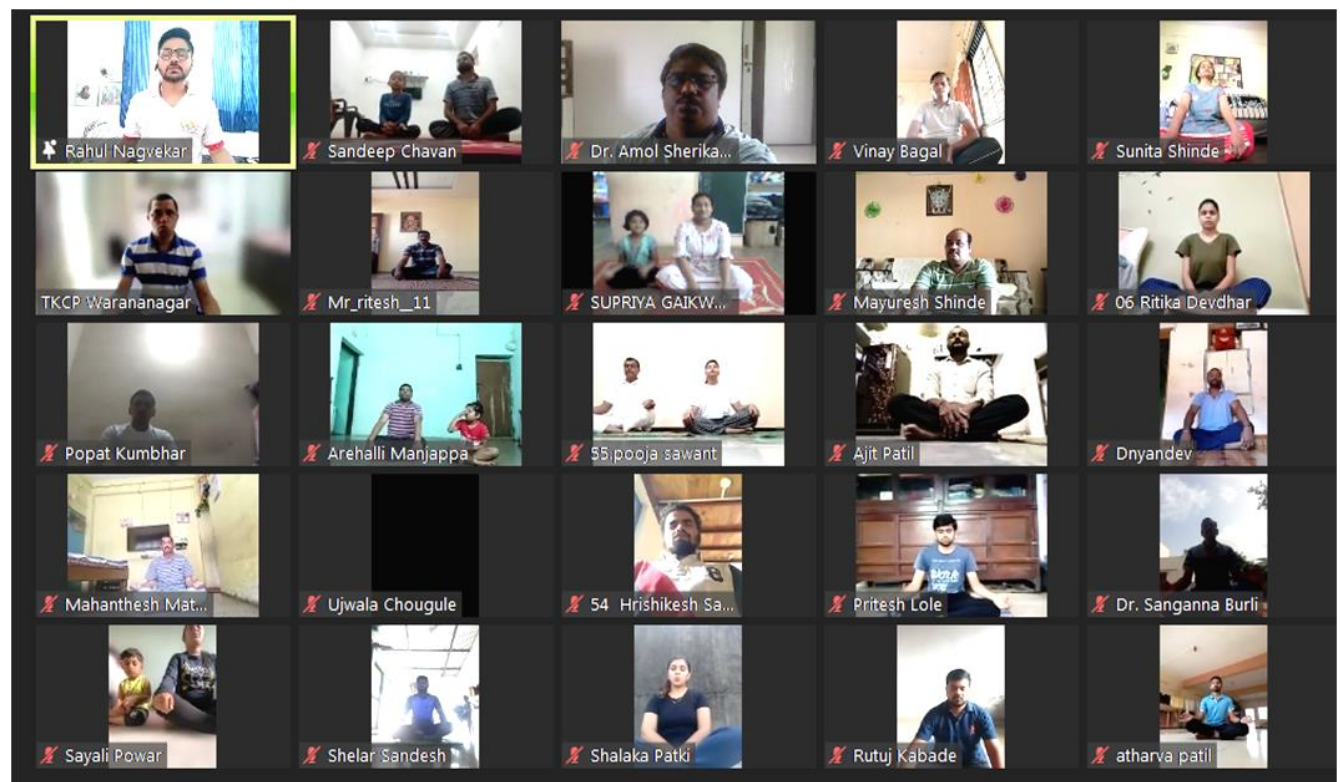 Rahul Nagvekar
Sandeep Chavan
Dr. Amol Sherika...
Vinay Bagal
Sunita Shinde
TKCP Warananagar
Mr_ritesh__11
SUPRIYA GAIKW...
Mayuresh Shinde
06 Ritika Devdhar
Popat Kumbhar
Arehalli Manjappa
55.pooja sawant
Ajit Patil
Dnyandev
Mahanthesh Mat...
Ujwala Chougule
54 Hrishikesh Sa...
Pritesh Lole
Dr. Sanganna Burli
Sayali Powar
Shelar Sandesh
Shalaka Patki
Rutuj Kabade
atharva patil